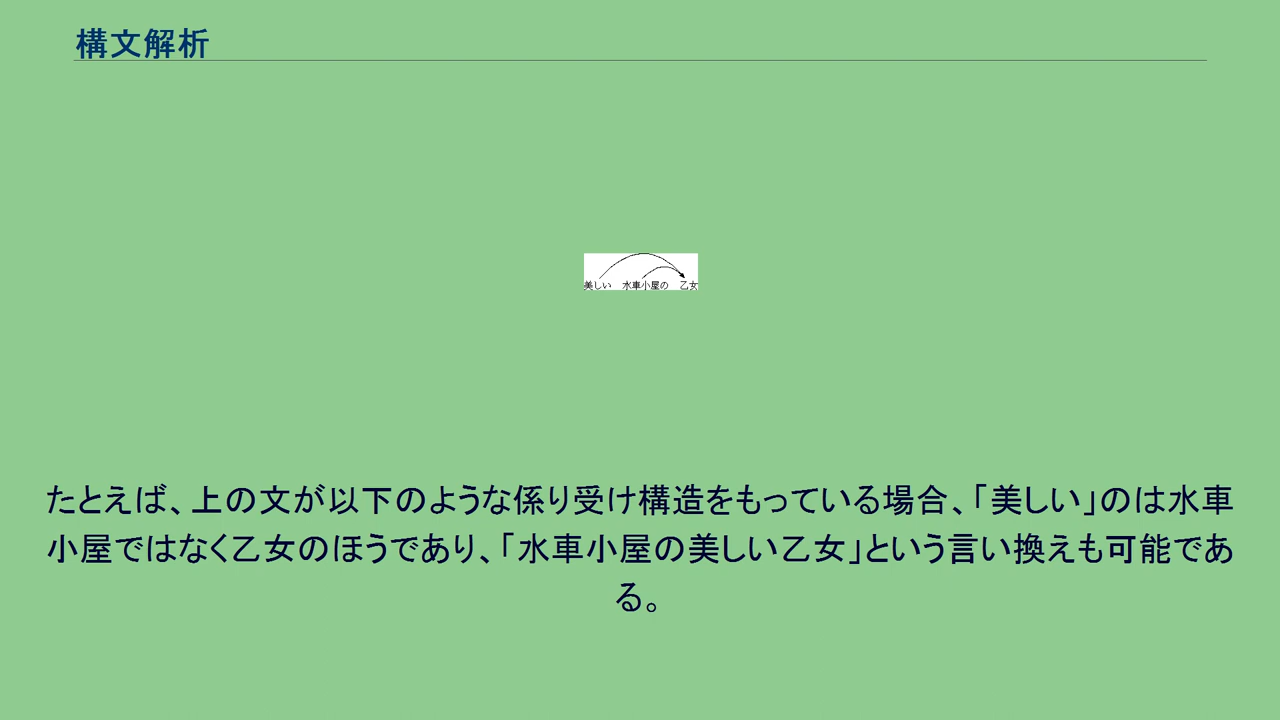 構文解析
美しい 水車小屋の 乙女
たとえば、上の文が以下のような係り受け構造をもっている場合、「美しい」のは水車
小屋ではなく乙女のほうであり、「水車小屋の美しい乙女」という言い換えも可能であ
る。